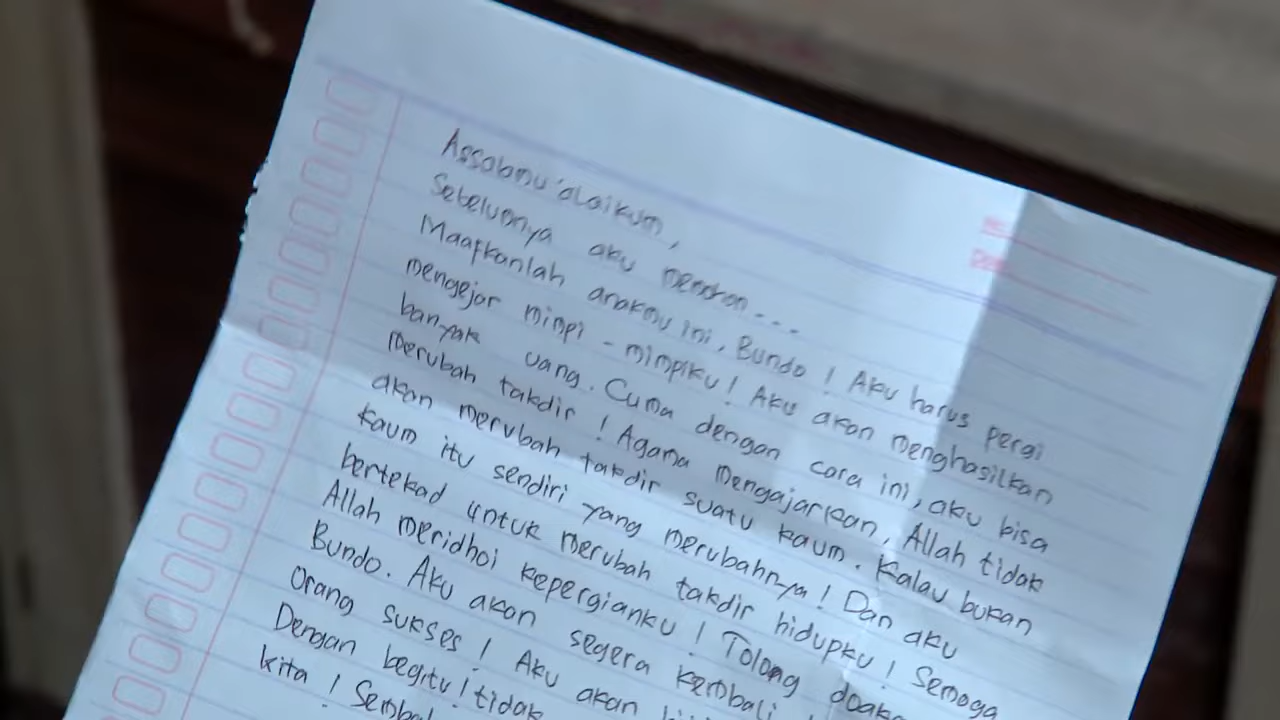 Assalamu'alaikum,
Sebelumnya aku memohon...
Maafkanlah anakmu ini, Bundo! Aku harus pergi
mengejar mimpi-mimpiku! Aku akan menghasilkan
banyak uang. Cuma dengan cara ini, aku bisa
merubah takdir! Agama mengajarkan, Allah tidak
akan merubah takdir suatu kaum. Kalau bukan
kaum itu sendiri yang merubahnya! Dan aku
bertekad untuk merubah takdir hidupku! Semoga
Allah meridhoi kepergianku! Tolong
Bundo. Aku akan segera kembali
orang sukses! Aku akan
Dengan begitu! tidak
kita!